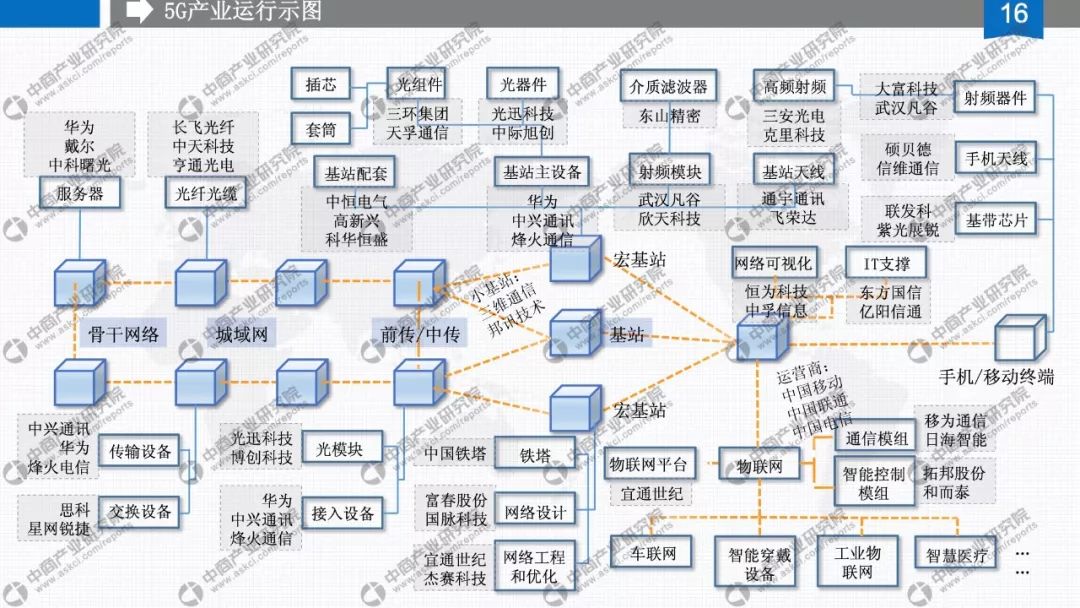 5G产业运行示图
16
插芯
光组件
光器件
介质滤波器
高频射频
大富科技
武汉凡谷
射频器件
套筒
三环集团
天孚通信
光迅科技
中际旭创
东山精密
三安光电
克里科技
华为
戴尔
中科曙光
长飞光纤
中天科技
亨通光电
硕贝德
信维通信
手机天线
服务器
光纤光缆
基站配套
基站主设备
射频模块
基站天线
中恒电气
高新兴
科华恒盛
华为
中兴通讯
烽火通信
武汉凡谷
欣天科技
通宇通讯
飞荣达
联发科
紫光展锐
基带芯片
宏基站
网络可视化
IT支撑
小基站：
三维通信
邦讯技术
恒为科技
中孚信息
东方国信
亿阳信通
骨干网络
城域网
前传/中传
基站
手机/移动终端
宏基站
运营商：
中国移动
中国联通
中国电信
中兴通讯
华为
烽火电信
传输设备
光迅科技
博创科技
光模块
中国铁塔
铁塔
物联网平台
宜通世纪
物联网
通信模组
移为通信
日海智能
智能控制
模组
拓邦股份
和而泰
思科
星网锐捷
交换设备
华为
中兴通讯
烽火通信
接入设备
富春股份
国脉科技
网络设计
宜通世纪
杰赛科技
网络工程
和优化
车联网
智能穿戴
设备
工业物
联网
智慧医疗
...
...
中商产业研究院
www.askci.com/reports